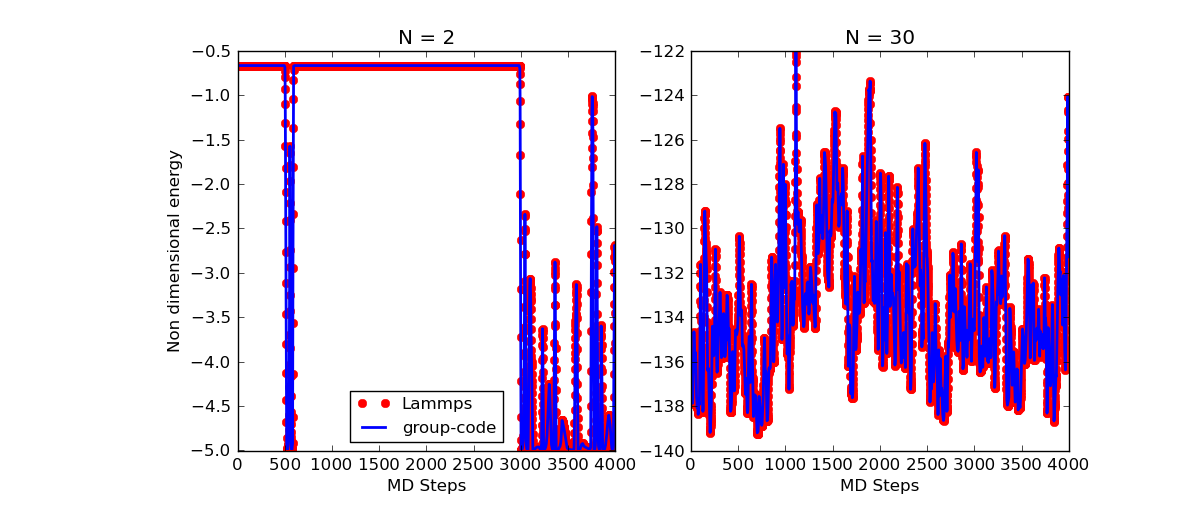 N = 2
−0.5
−1.0
−1.5
−2.0
−2.5
−3.0
−3.5
−4.0
−4.5
−5.0
Non dimensional energy
Lammps
group-code
0 500 1000 1500 2000 2500 3000 3500 4000
MD Steps
N = 30
−122
−124
−126
−128
−130
−132
−134
−136
−138
−140
0 500 1000 1500 2000 2500 3000 3500 4000
MD Steps